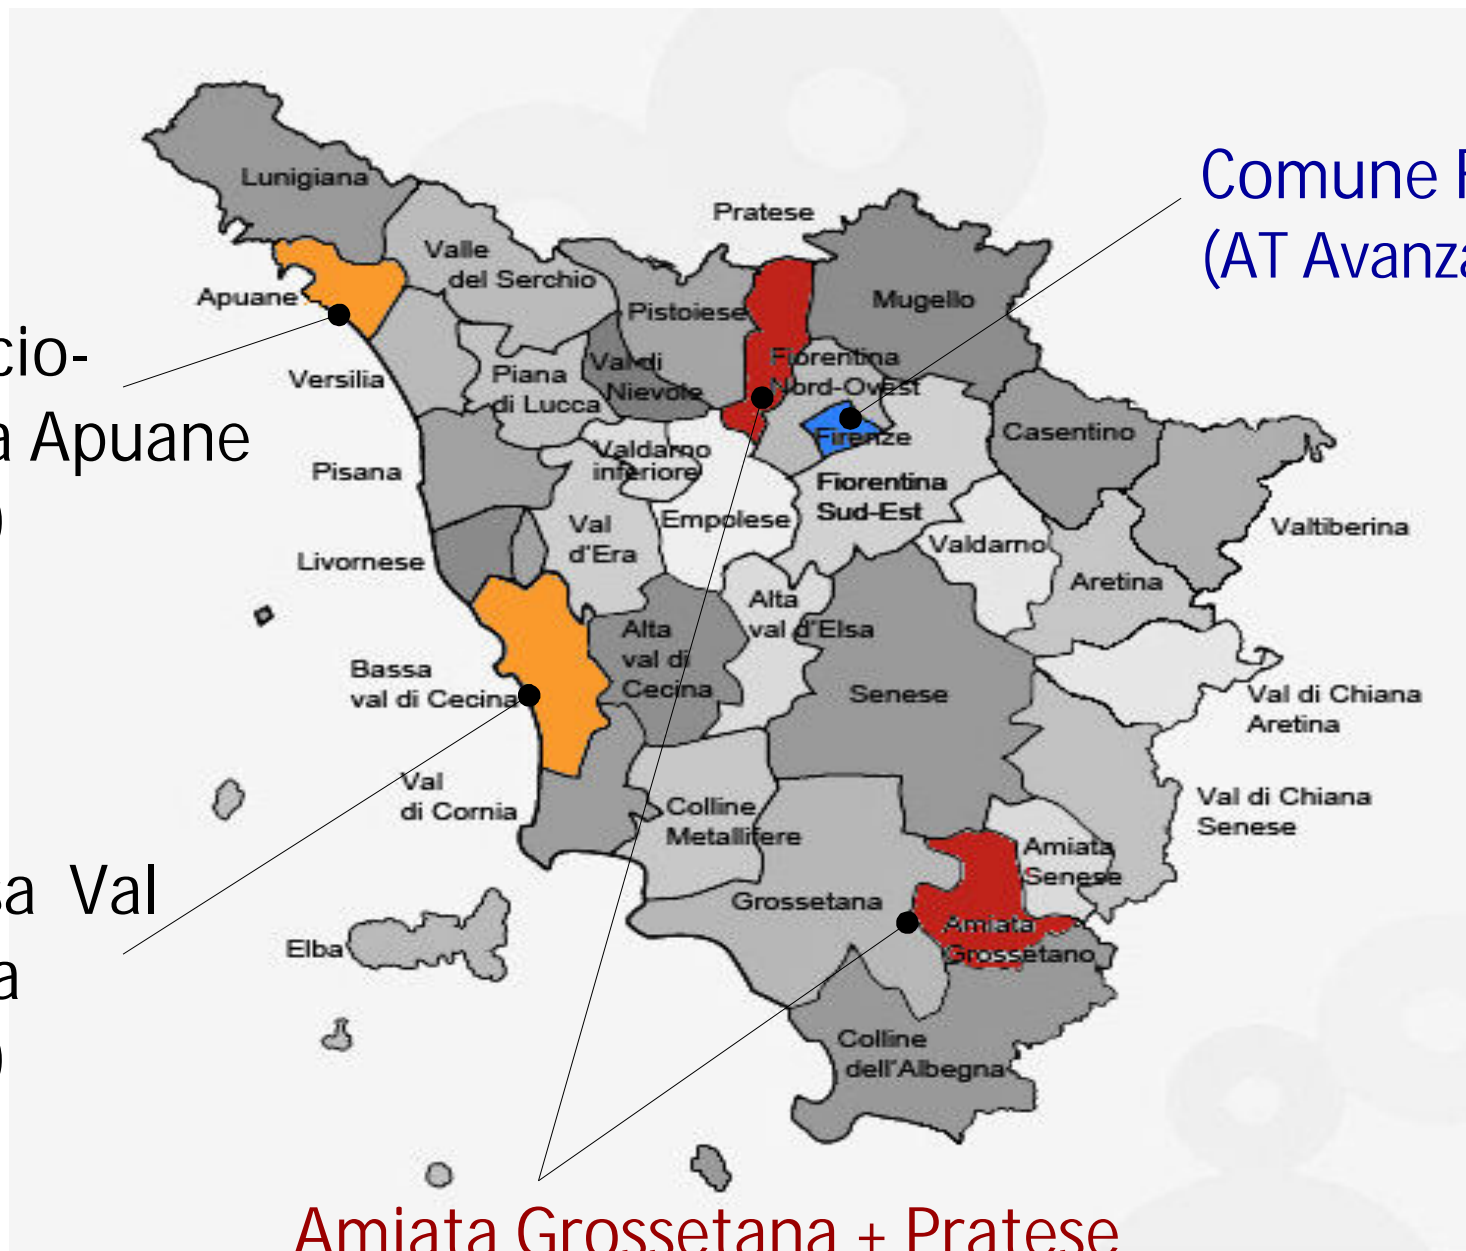 Comune
(AT Avanza
Lunigiana
Pratese
Valle
del Serchio
Apuane
Pistoiese
Mugello
cio-
a Apuane
)
Versilia
Piana
di Lucca
Val di
Nievole
Fiorentina
Nord-Ovest
Firenze
Casentino
Pisana
Valdarno
inferiore
Fiorentina
Sud-Est
Empolese
Val
d'Era
Valdarno
Valtiberina
Livornese
Aretina
Alta
val d'Elsa
Alta
val di
Cecina
Bassa
val di Cecina
Senese
Val di Chiana
Aretina
Val
di Cornia
Colline
Metallifere
Val di Chiana
Senese
Amiata
Senese
sa Val
a
)
Grossetana
Amiata
Grossetano
Elba
Colline
dell'Albegna
Amiata Grossetana + Pratese